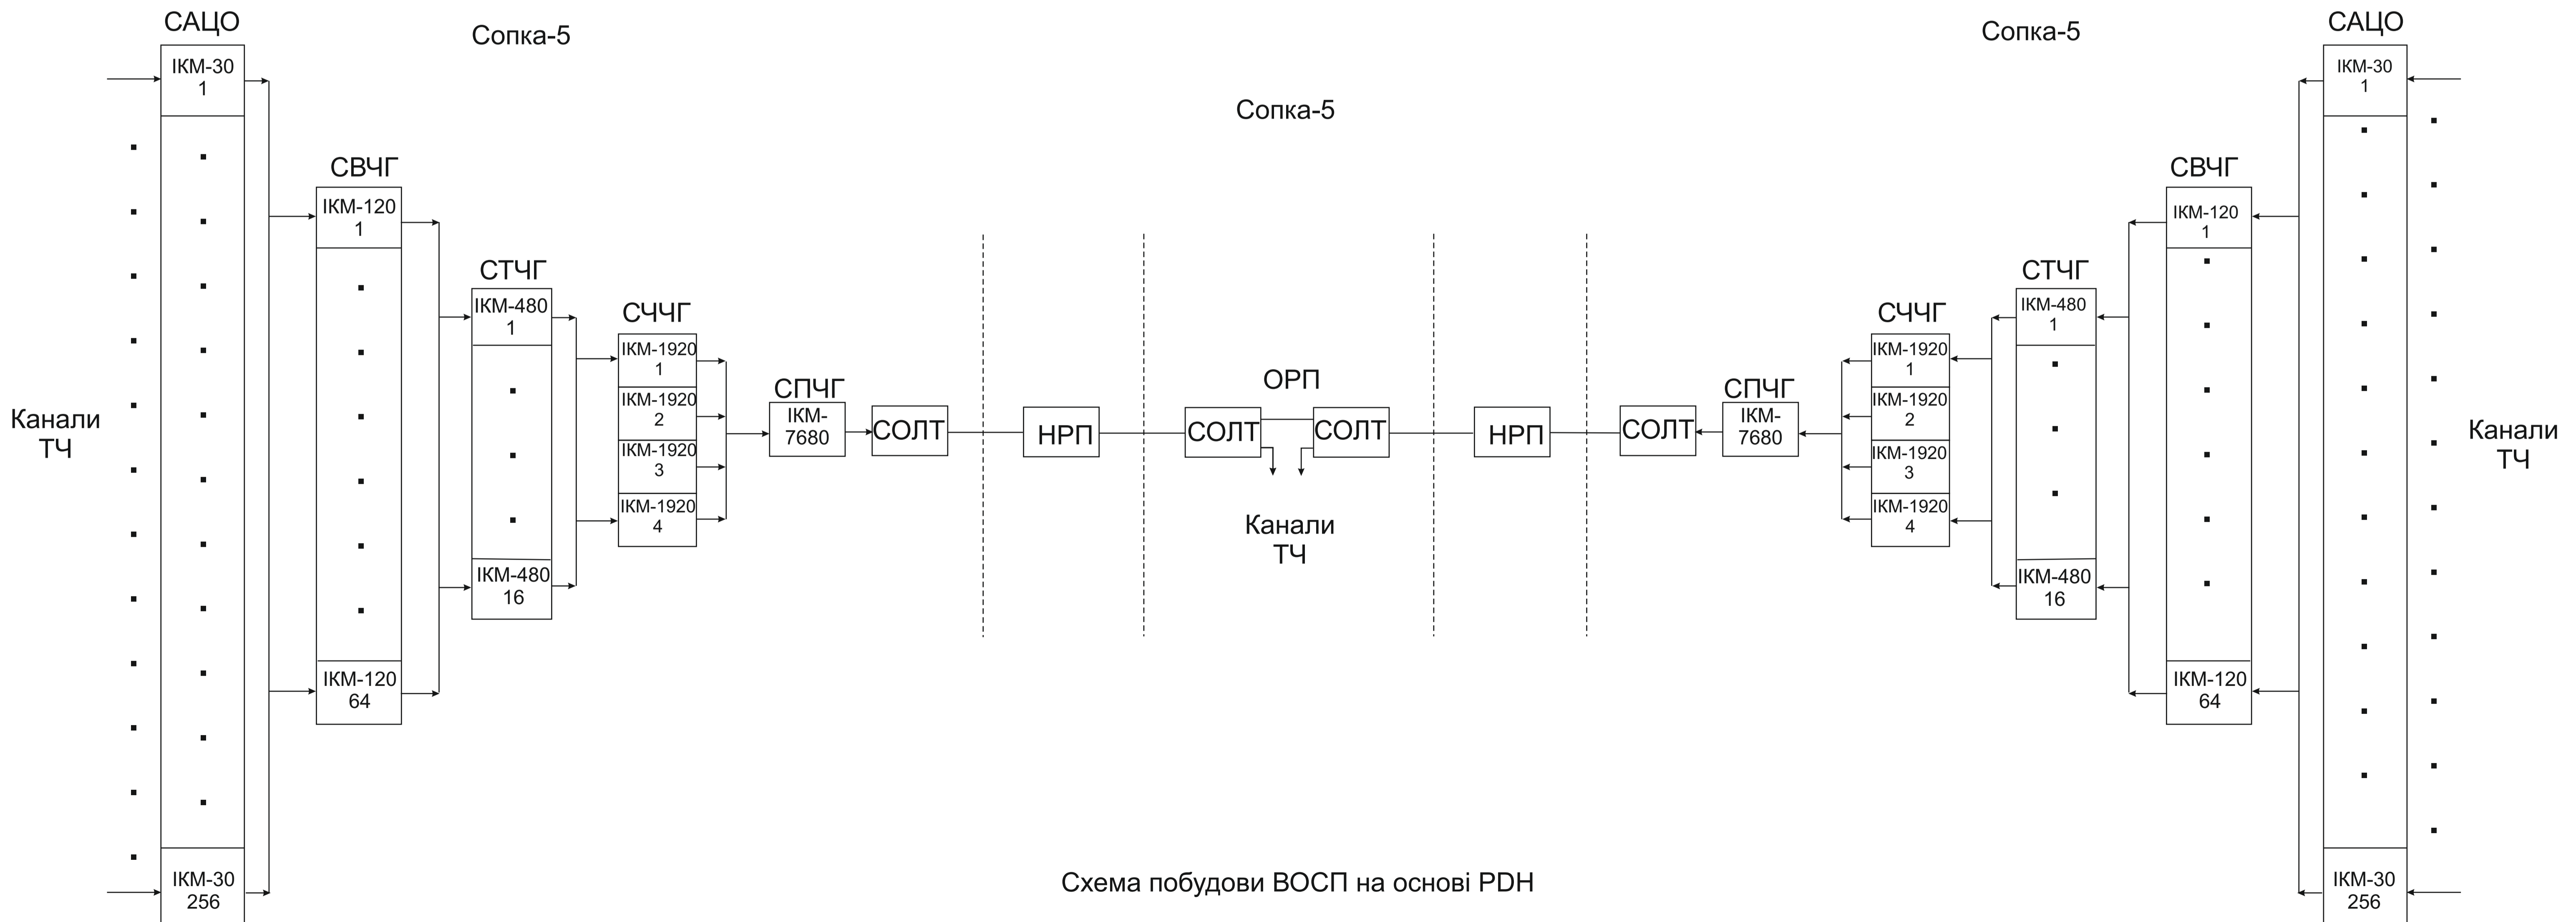 САЦО
Сопка-5
Сопка-5
САЦО
ІКМ-30
1
ІКМ-30
1
Сопка-5
СВЧГ
СВЧГ
ІКМ-120
1
ІКМ-120
1
СТЧГ
СТЧГ
ІКМ-480
1
ІКМ-480
1
СЧЧГ
СЧЧГ
ІКМ-1920
1
ІКМ-1920
1
СПЧГ
ОРП
СПЧГ
ІКМ-1920
2
ІКМ-1920
2
Канали
ТЧ
ІКМ-
7680
СОЛТ
НРП
СОЛТ
СОЛТ
НРП
СОЛТ
ІКМ-
7680
Канали
ТЧ
ІКМ-1920
3
ІКМ-1920
3
ІКМ-1920
4
ІКМ-1920
4
Канали
ТЧ
ІКМ-480
16
ІКМ-480
16
ІКМ-120
64
ІКМ-120
64
ІКМ-30
256
Схема побудови ВОСП на основі PDH
ІКМ-30
256